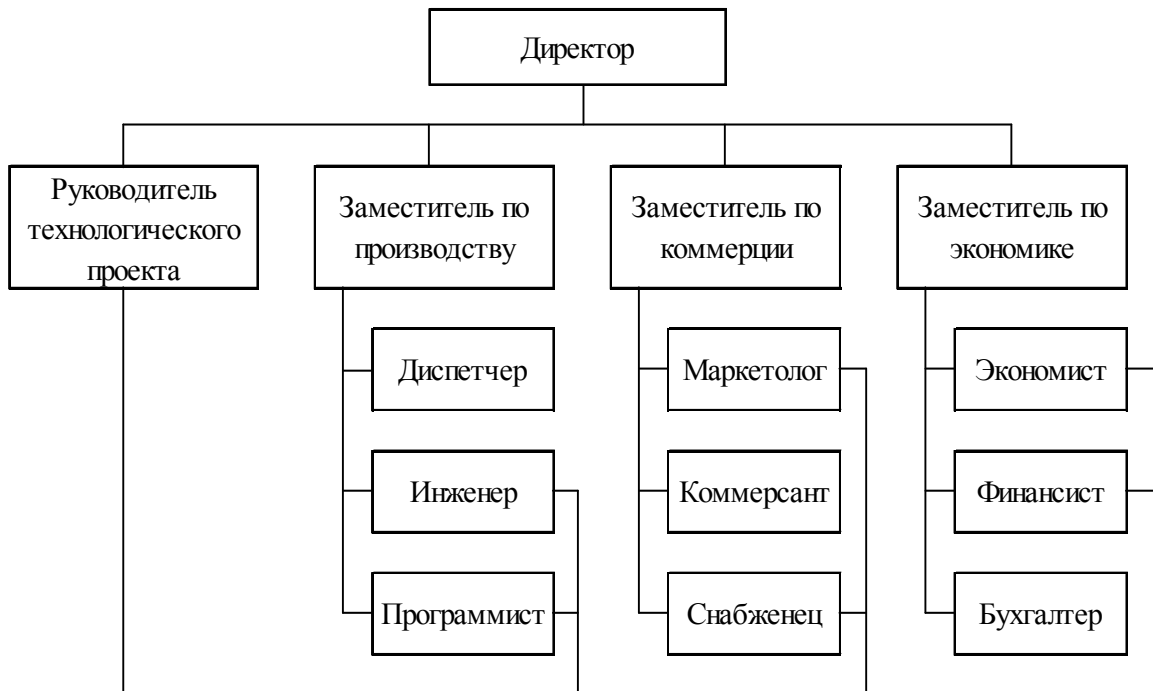 Директор
Руководитель
технологического
проекта
Заместитель по
производству
Заместитель по
коммерции
Заместитель по
экономике
Диспетчер
Маркетолог
Экономист
Инженер
Коммерсант
Финансист
Программист
Снабженец
Бухгалтер